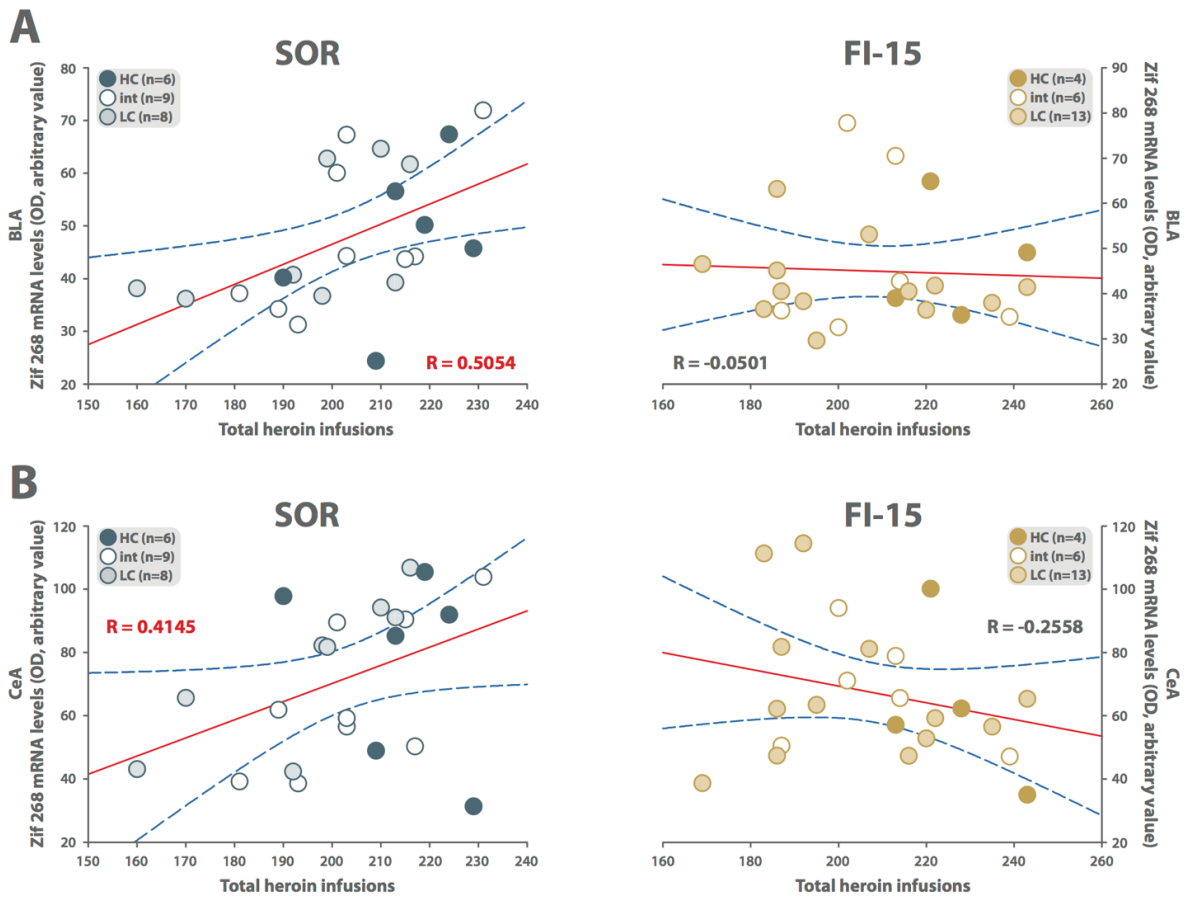 A
SOR
FI-15
BLA
Zif 268 mRNA levels (OD, arbitrary value)
80
70
60
50
40
30
20
HC (n=6)
int (n=9)
LC (n=8)
R = 0.5054
150 160 170 180 190 200 210 220 230 240
Total heroin infusions
HC (n=4)
int (n=6)
LC (n=13)
R = -0.0501
90
80
70
60
50
40
30
20
Zif 268 mRNA levels (OD, arbitrary value)
BLA
160 180 200 220 240 260
Total heroin infusions
B
SOR
FI-15
CeA
Zif 268 mRNA levels (OD, arbitrary value)
120
100
80
60
40
20
HC (n=6)
int (n=9)
LC (n=8)
R = 0.4145
150 160 170 180 190 200 210 220 230 240
Total heroin infusions
HC (n=4)
int (n=6)
LC (n=13)
R = -0.2558
120
100
80
60
40
20
Zif 268 mRNA levels (OD, arbitrary value)
CeA
160 180 200 220 240 260
Total heroin infusions